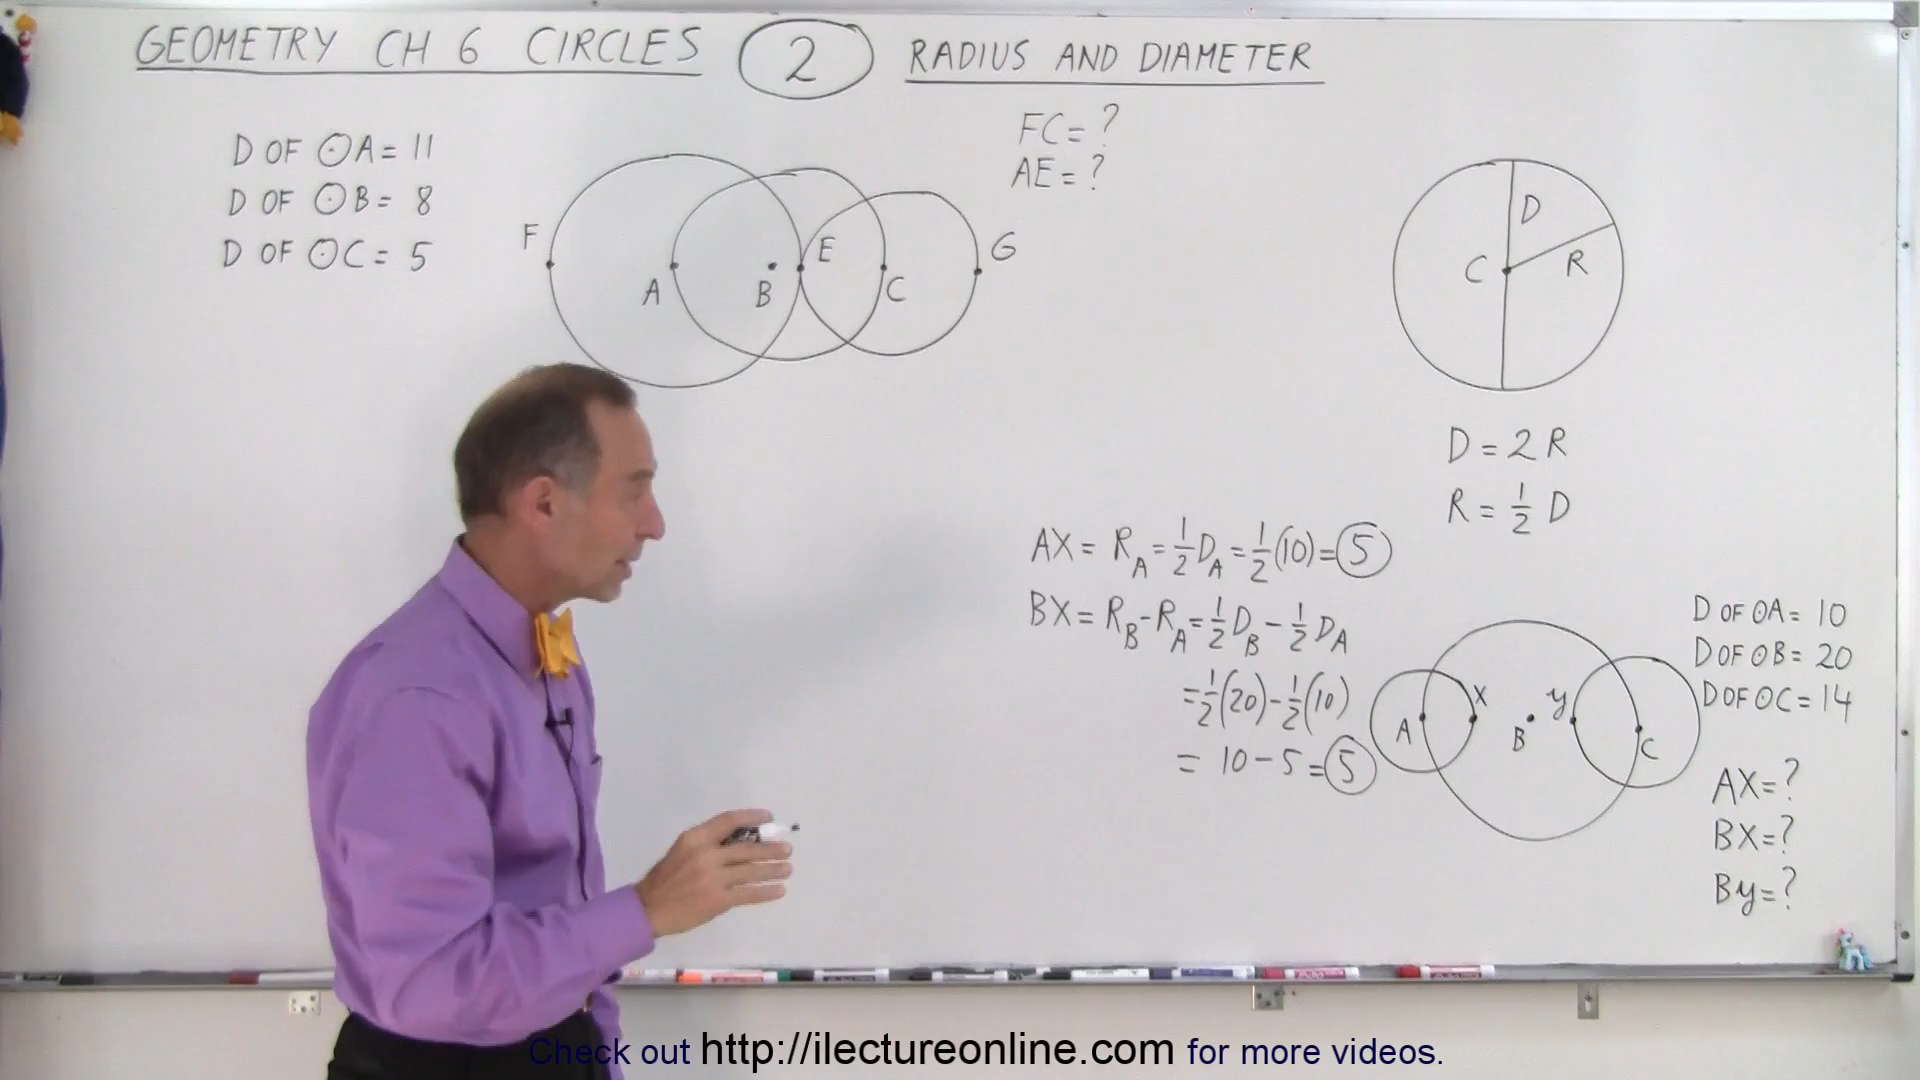 GEOMETRY CH 6 CIRCLES 2 RADIUS AND DIAMETER
D OF ⊙A = 11
D OF ⊙B = 8
D OF ⊙C = 5
FC = ?
AE = ?
F
A
B
E
C
G
D
C
R
D = 2 R
R = 1/2 D
AX = R_A = 1/2 D_A = 1/2 (10) = 5
BX = R_B - R_A = 1/2 D_B - 1/2 D_A
= 1/2 (20) - 1/2 (10)
= 10 - 5 = 5
D OF ⊙A = 10
D OF ⊙B = 20
D OF ⊙C = 14
A
X
B
y
C
AX = ?
BX = ?
By = ?
Check out http://ilectureonline.com for more videos.